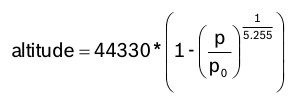 altitude = 44330 * (1 - (p / p₀)^(1 / 5.255))